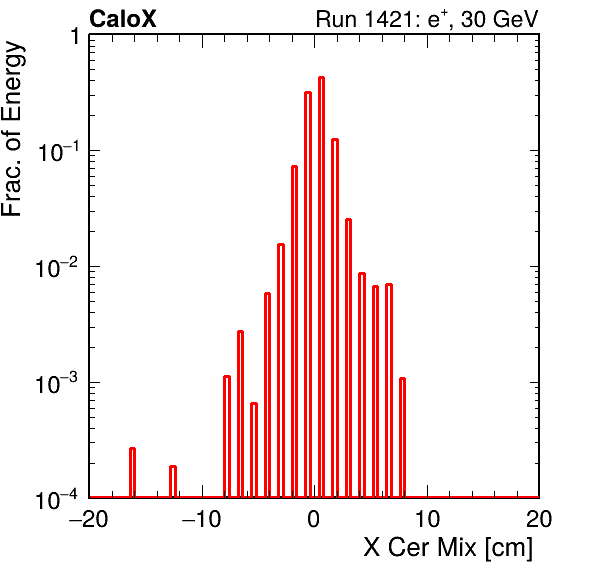 CaloX
Run 1421: e⁺, 30 GeV
Frac. of Energy
1
10⁻¹
10⁻²
10⁻³
10⁻⁴
−20 −10 0 10 20
X Cer Mix [cm]